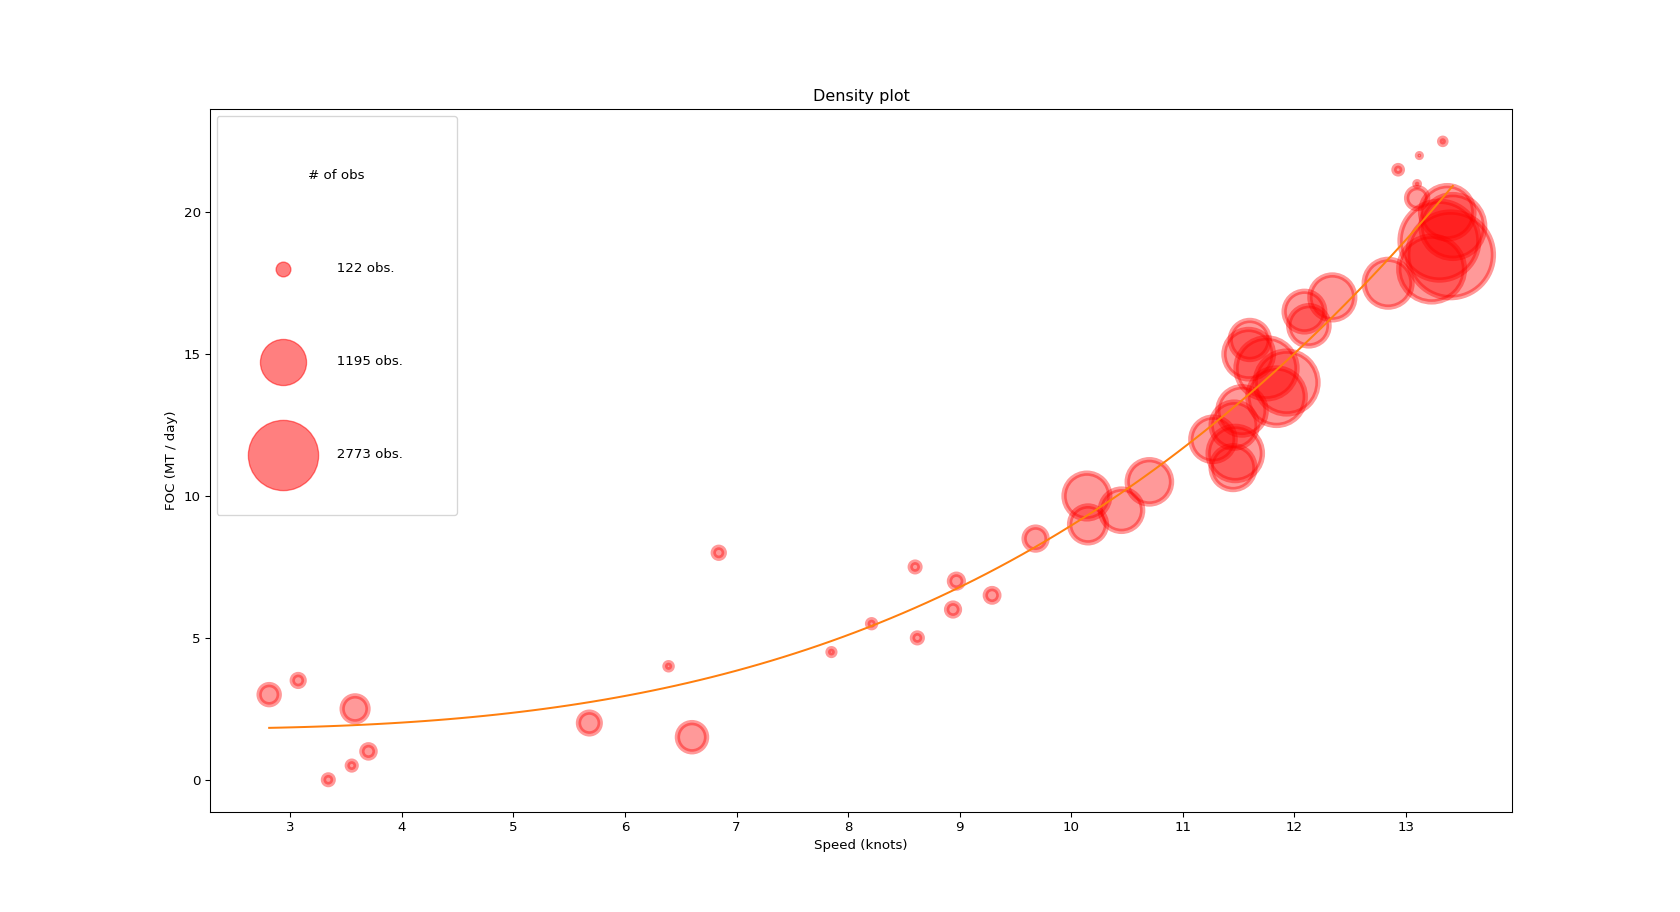 Density plot
# of obs
122 obs.
1195 obs.
2773 obs.
FOC (MT / day)
20
15
10
5
0
3 4 5 6 7 8 9 10 11 12 13
Speed (knots)